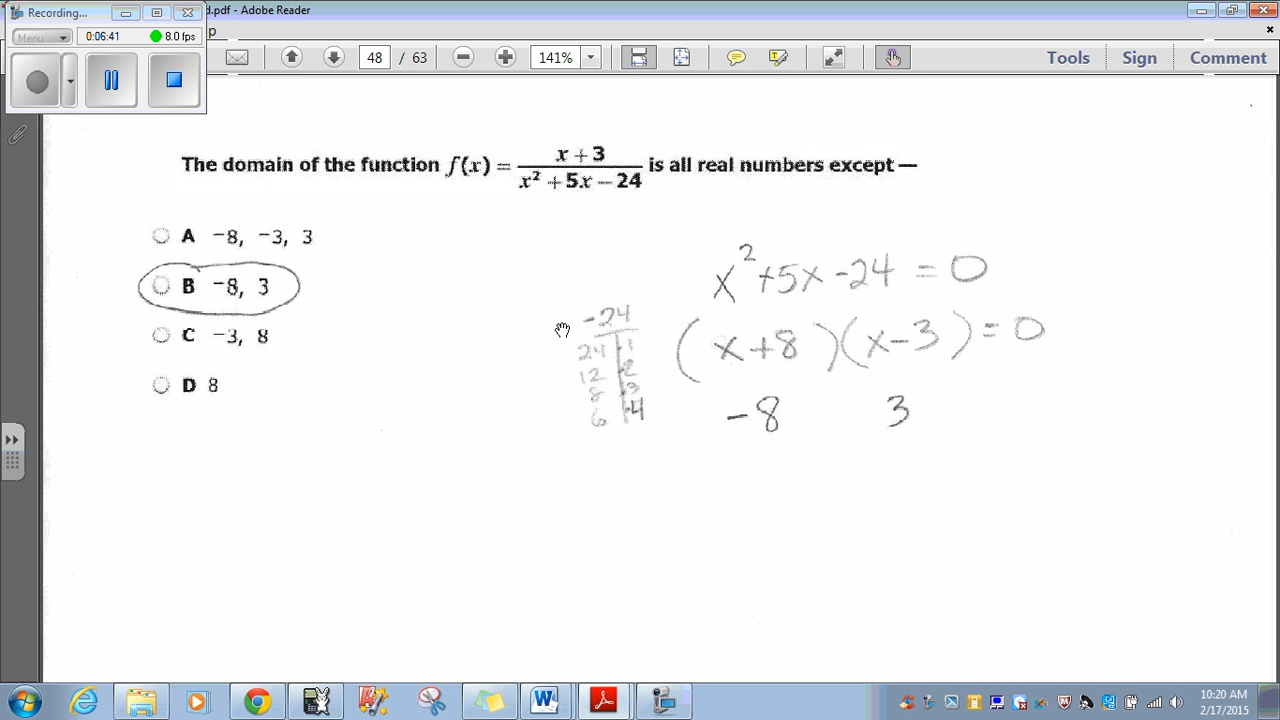 Recording...
d.pdf - Adobe Reader
Menu
0:06:41
8.0 fps
p
48 / 63
141%
Tools
Sign
Comment
The domain of the function f(x) = x + 3 / x² + 5x − 24 is all real numbers except —
A −8, −3, 3
B −8, 3
C −3, 8
D 8
x² +5x -24 = 0
(x+8)(x-3) = 0
-8 3
-24
24 -1
12 -2
8 -3
6 -4
10:20 AM
2/17/2015